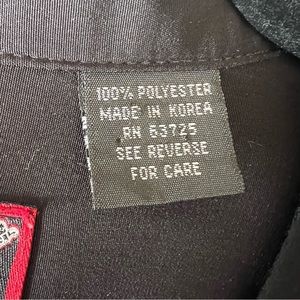 100% POLYESTER
MADE IN KOREA
RN 63725
SEE REVERSE
FOR CARE